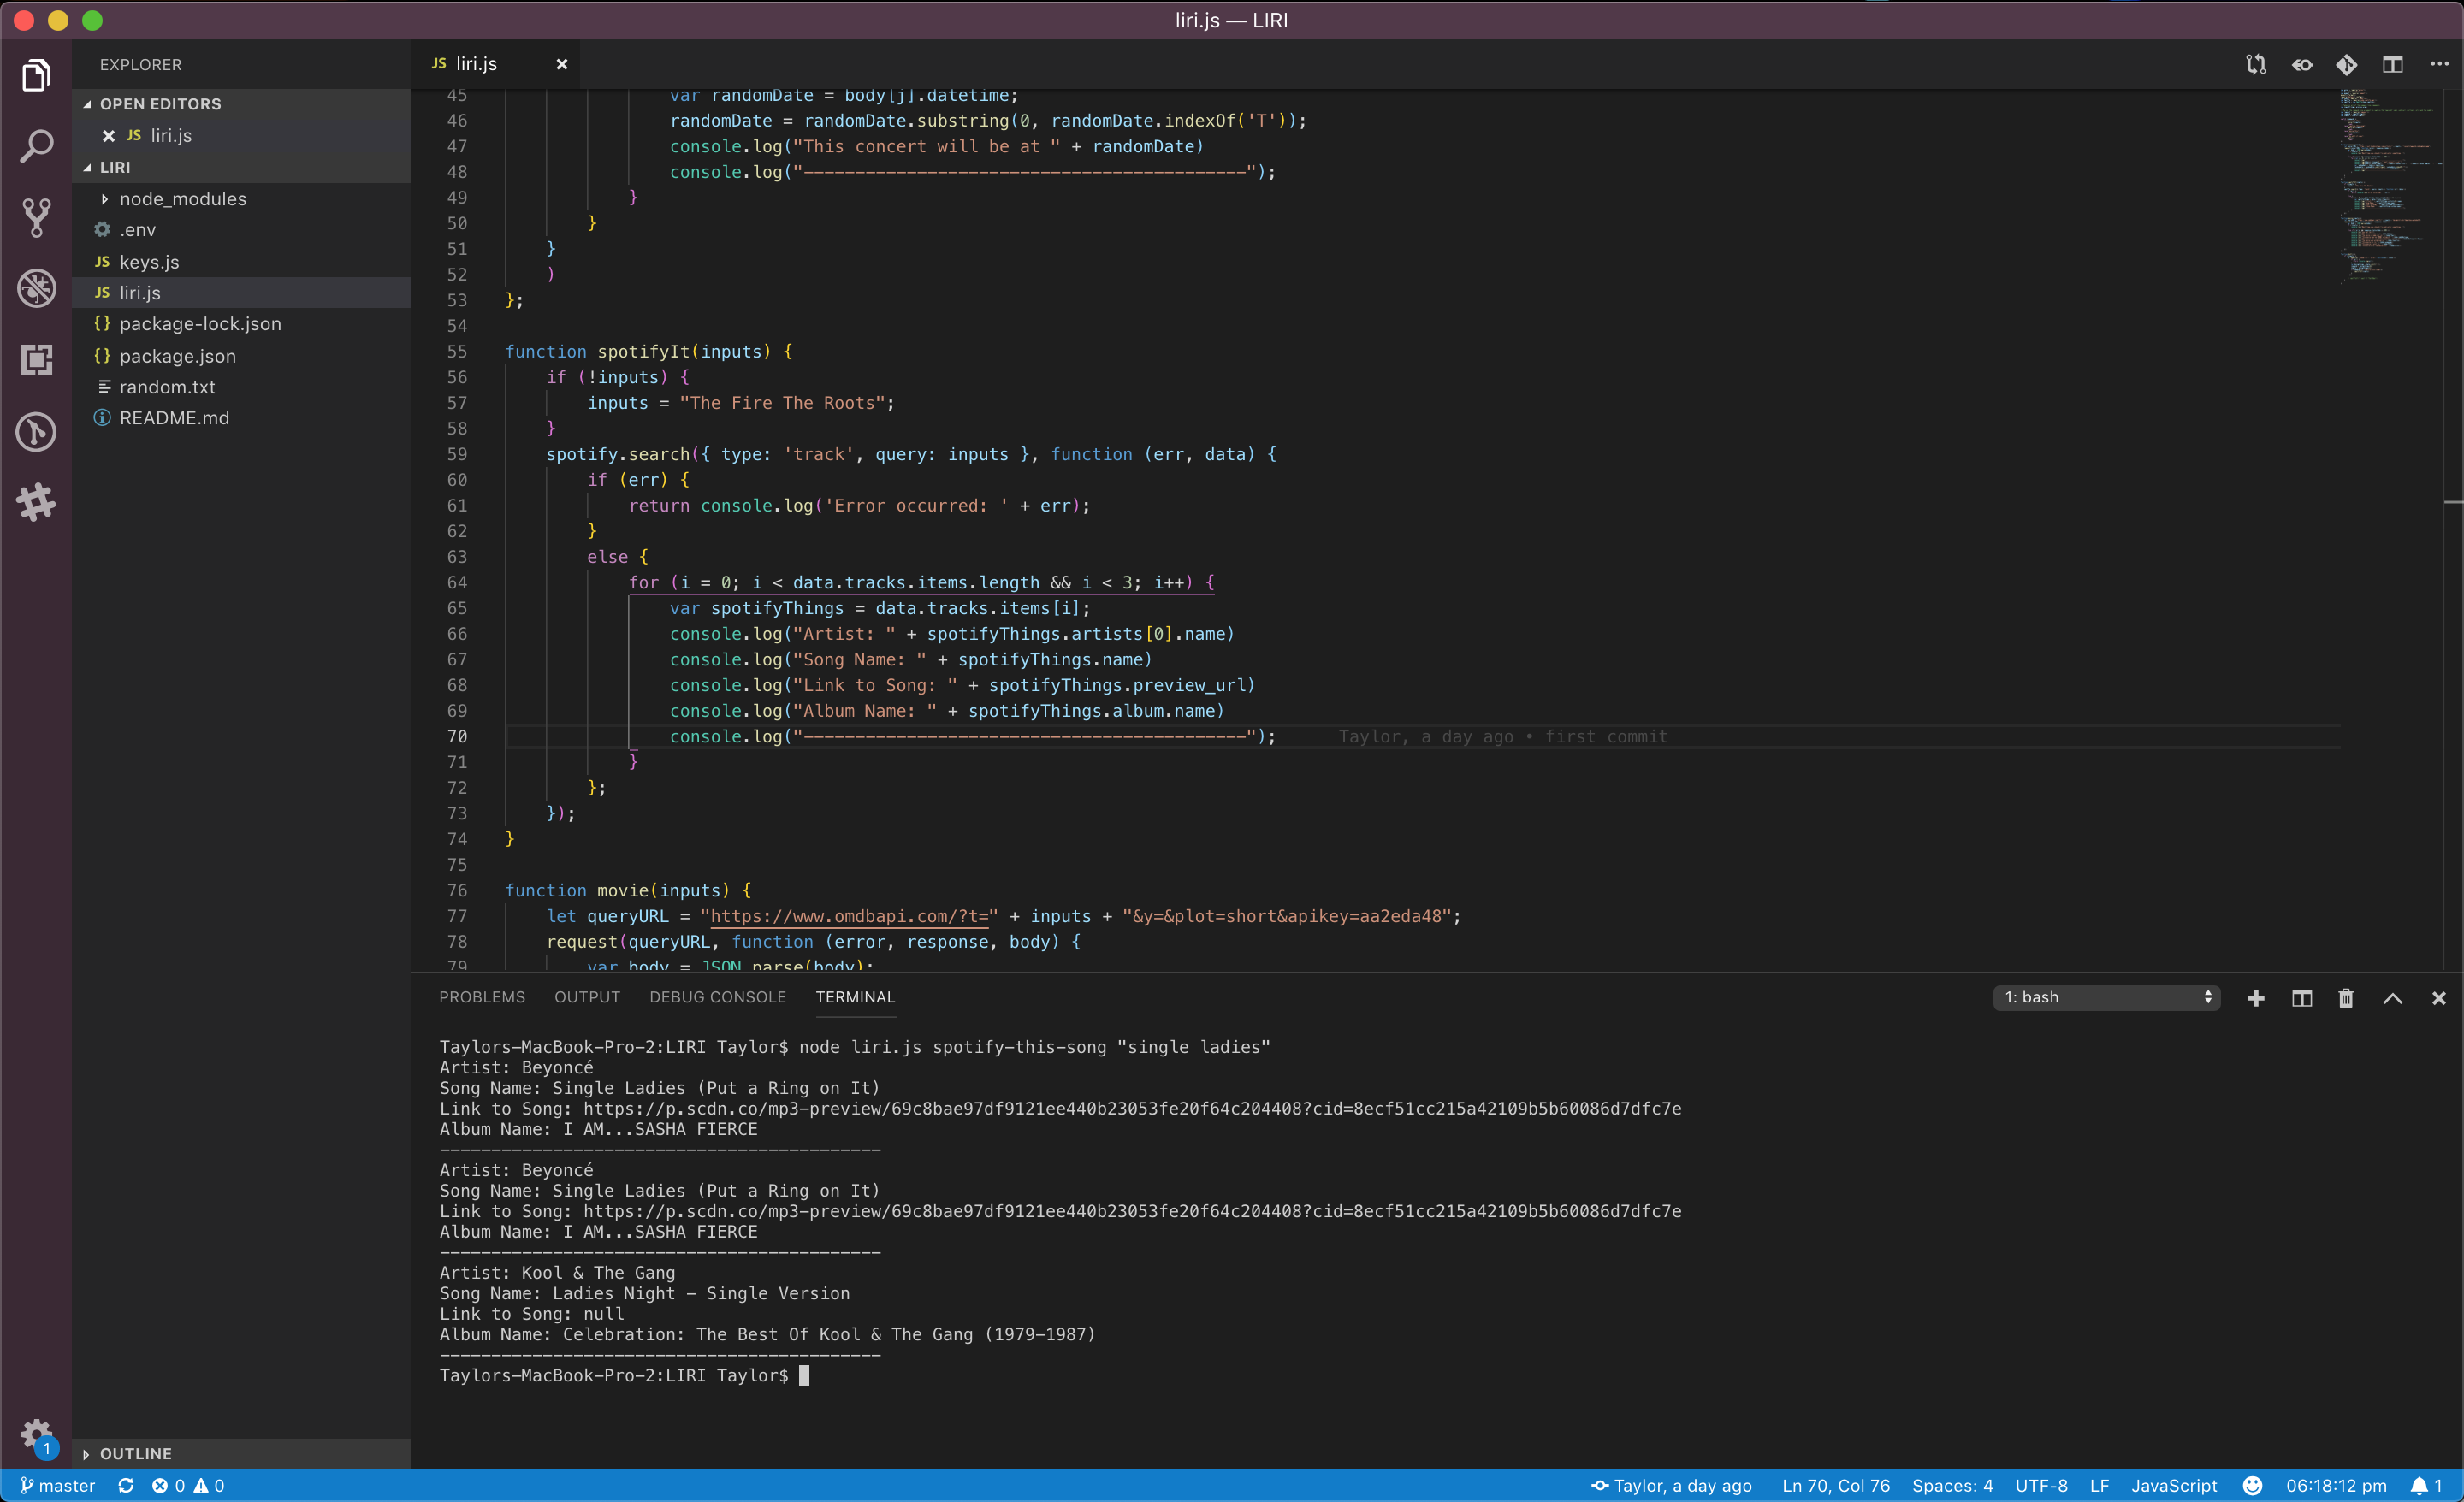 liri.js — LIRI
EXPLORER
OPEN EDITORS
JS liri.js
LIRI
node_modules
.env
JS keys.js
JS liri.js
{} package-lock.json
{} package.json
random.txt
README.md
OUTLINE
JS liri.js
45 var randomDate = body[j].datetime;
46 randomDate = randomDate.substring(0, randomDate.indexOf('T'));
47 console.log("This concert will be at " + randomDate)
48 console.log("-------------------------------------------");
49 }
50 }
51 }
52 )
53 };
54
55 function spotifyIt(inputs) {
56 if (!inputs) {
57 inputs = "The Fire The Roots";
58 }
59 spotify.search({ type: 'track', query: inputs }, function (err, data) {
60 if (err) {
61 return console.log('Error occurred: ' + err);
62 }
63 else {
64 for (i = 0; i < data.tracks.items.length && i < 3; i++) {
65 var spotifyThings = data.tracks.items[i];
66 console.log("Artist: " + spotifyThings.artists[0].name)
67 console.log("Song Name: " + spotifyThings.name)
68 console.log("Link to Song: " + spotifyThings.preview_url)
69 console.log("Album Name: " + spotifyThings.album.name)
70 console.log("-------------------------------------------"); Taylor, a day ago • first commit
71 }
72 };
73 });
74 }
75
76 function movie(inputs) {
77 let queryURL = "https://www.omdbapi.com/?t=" + inputs + "&y=&plot=short&apikey=aa2eda48";
78 request(queryURL, function (error, response, body) {
79 var body = JSON.parse(body);
PROBLEMS OUTPUT DEBUG CONSOLE TERMINAL
1: bash
Taylors-MacBook-Pro-2:LIRI Taylor$ node liri.js spotify-this-song "single ladies"
Artist: Beyoncé
Song Name: Single Ladies (Put a Ring on It)
Link to Song: https://p.scdn.co/mp3-preview/69c8bae97df9121ee440b23053fe20f64c204408?cid=8ecf51cc215a42109b5b60086d7dfc7e
Album Name: I AM...SASHA FIERCE
-------------------------------------------
Artist: Beyoncé
Song Name: Single Ladies (Put a Ring on It)
Link to Song: https://p.scdn.co/mp3-preview/69c8bae97df9121ee440b23053fe20f64c204408?cid=8ecf51cc215a42109b5b60086d7dfc7e
Album Name: I AM...SASHA FIERCE
-------------------------------------------
Artist: Kool & The Gang
Song Name: Ladies Night - Single Version
Link to Song: null
Album Name: Celebration: The Best Of Kool & The Gang (1979-1987)
-------------------------------------------
Taylors-MacBook-Pro-2:LIRI Taylor$
1
master 0 0 Taylor, a day ago Ln 70, Col 76 Spaces: 4 UTF-8 LF JavaScript 06:18:12 pm 1